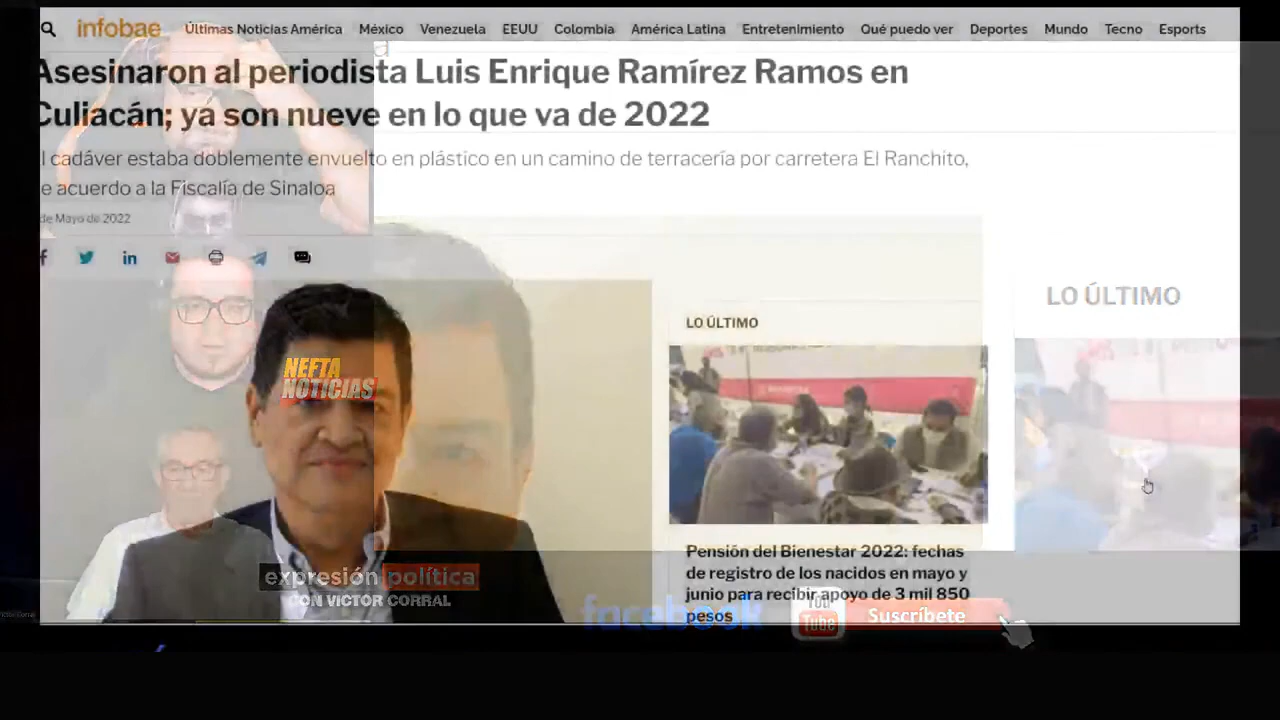 infobae
Últimas Noticias América México Venezuela EEUU Colombia América Latina Entretenimiento Qué puedo ver Deportes Mundo Tecno Esports
Asesinaron al periodista Luis Enrique Ramírez Ramos en
Culiacán; ya son nueve en lo que va de 2022
l cadáver estaba doblemente envuelto en plástico en un camino de terracería por carretera El Ranchito,
e acuerdo a la Fiscalía de Sinaloa
de Mayo de 2022
LO ÚLTIMO
LO ÚLTIMO
NEFTA
NOTICIAS
Pensión del Bienestar 2022: fechas
de registro de los nacidos en mayo y
junio para recibir apoyo de 3 mil 850
pesos
expresión política
CON VICTOR CORRAL
facebook
You
Tube
Suscríbete